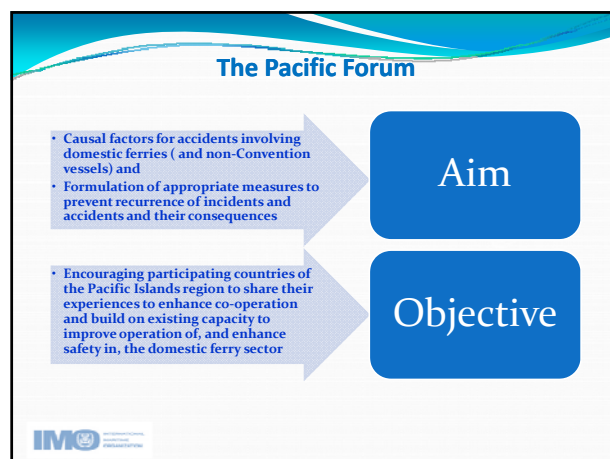 The Pacific Forum
• Causal factors for accidents involving
domestic ferries ( and non-Convention
vessels) and
• Formulation of appropriate measures to
prevent recurrence of incidents and
accidents and their consequences
Aim
• Encouraging participating countries of
the Pacific Islands region to share their
experiences to enhance co-operation
and build on existing capacity to
improve operation of, and enhance
safety in, the domestic ferry sector
Objective
IMO
INTERNATIONAL
MARITIME
ORGANIZATION